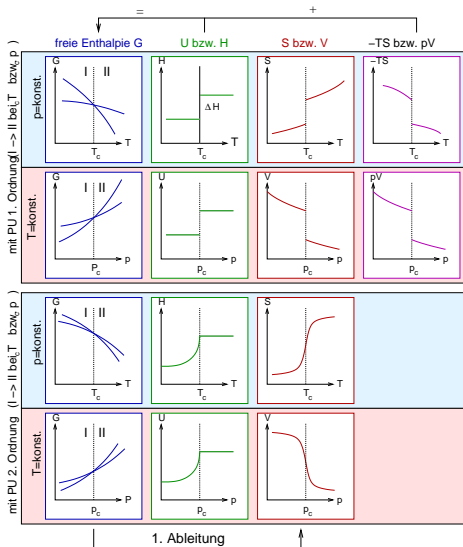 = +
freie Enthalpie G U bzw. H S bzw. V −TS bzw. pV
mit PU 1. Ordnung (I −> II bei T_c bzw. p_c)
p=konst.
G I II T_c T
H ΔH T_c T
S T_c T
−TS T_c T
T=konst.
G I II P_c p
U p_c p
V p_c p
pV p_c p
mit PU 2. Ordnung (I −> II bei T_c bzw. p_c)
p=konst.
G I II T_c T
H T_c T
S T_c T
T=konst.
G I II p_c P
U p_c p
V p_c p
1. Ableitung